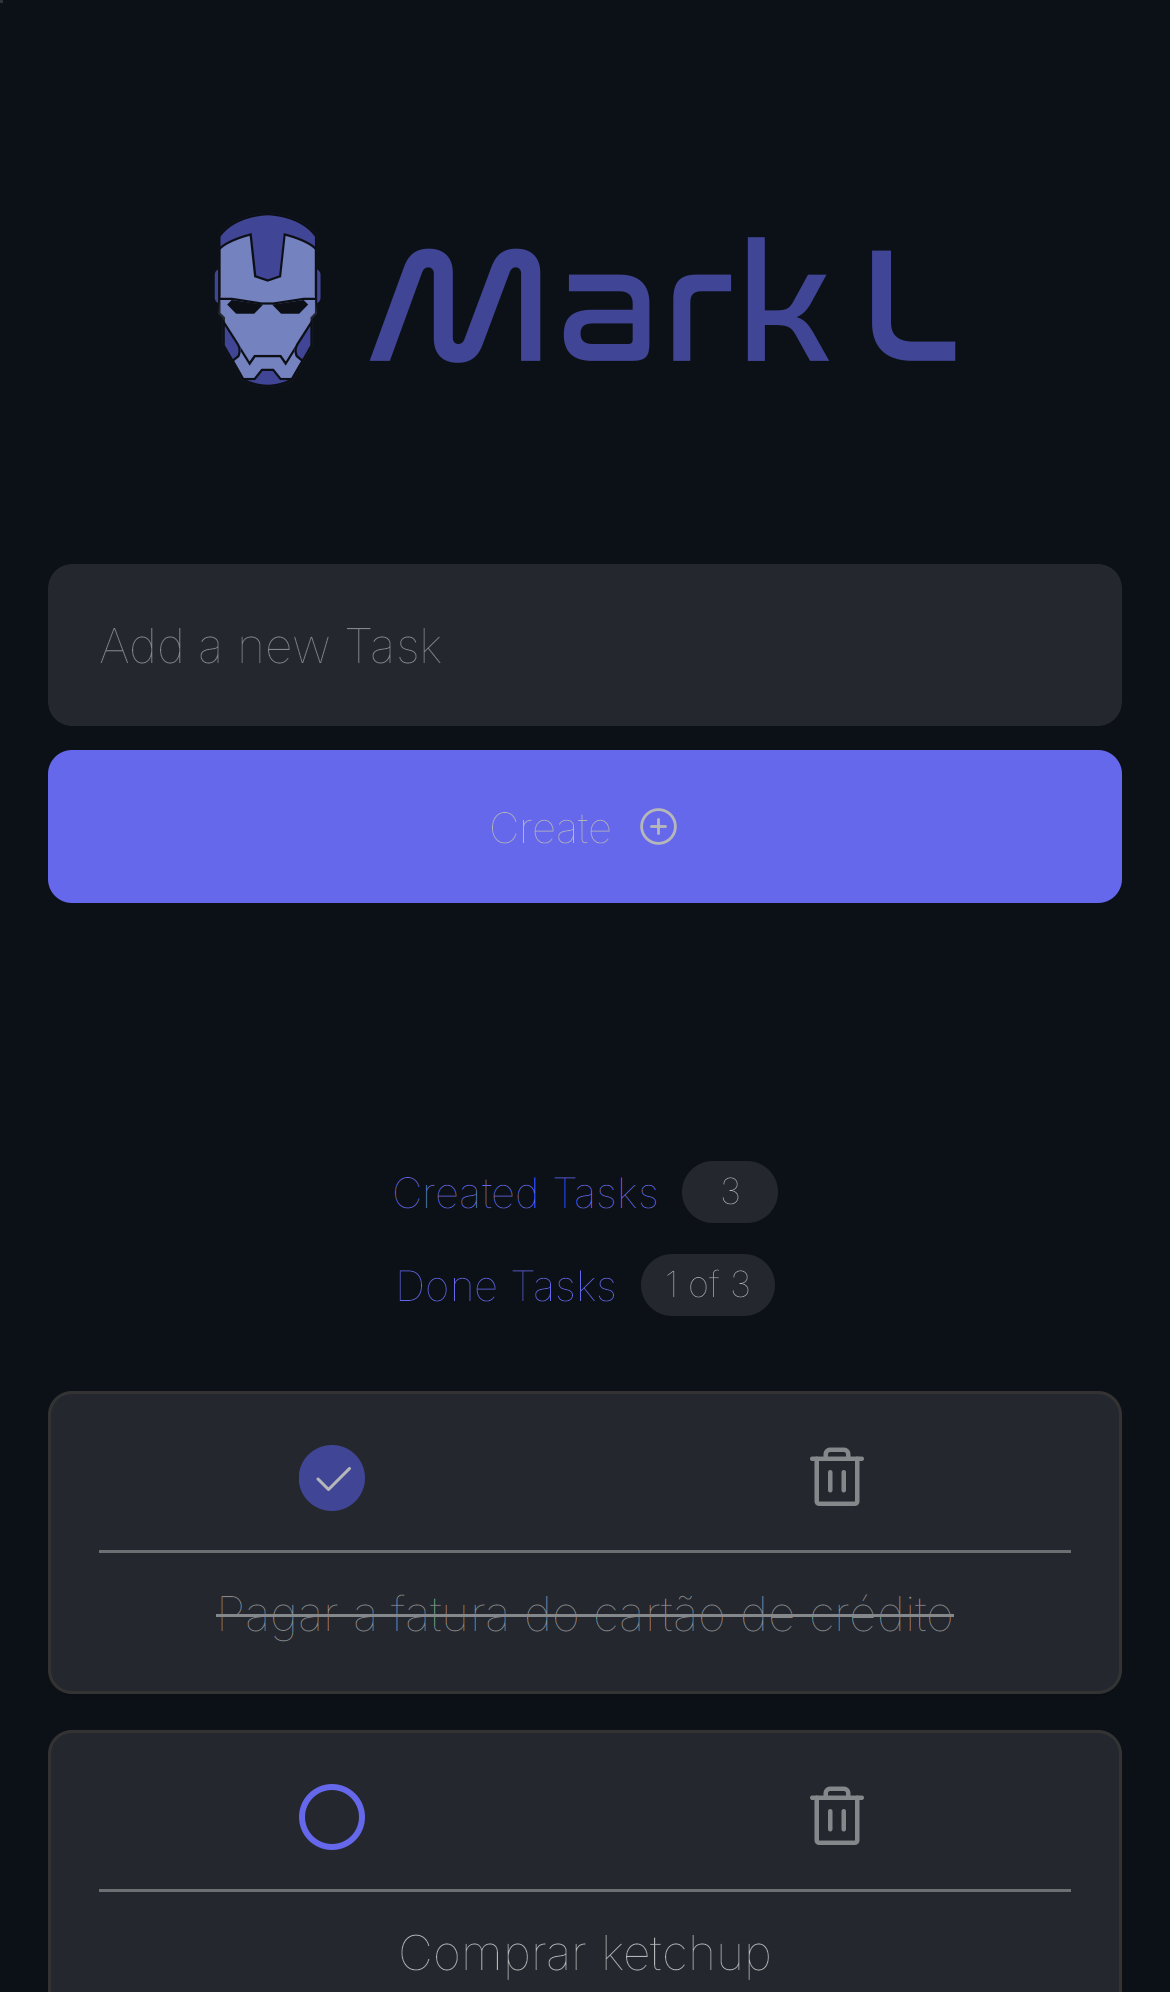 Mark L
Add a new Task
Create
Created Tasks 3
Done Tasks 1 of 3
Pagar a fatura do cartão de crédito
Comprar ketchup